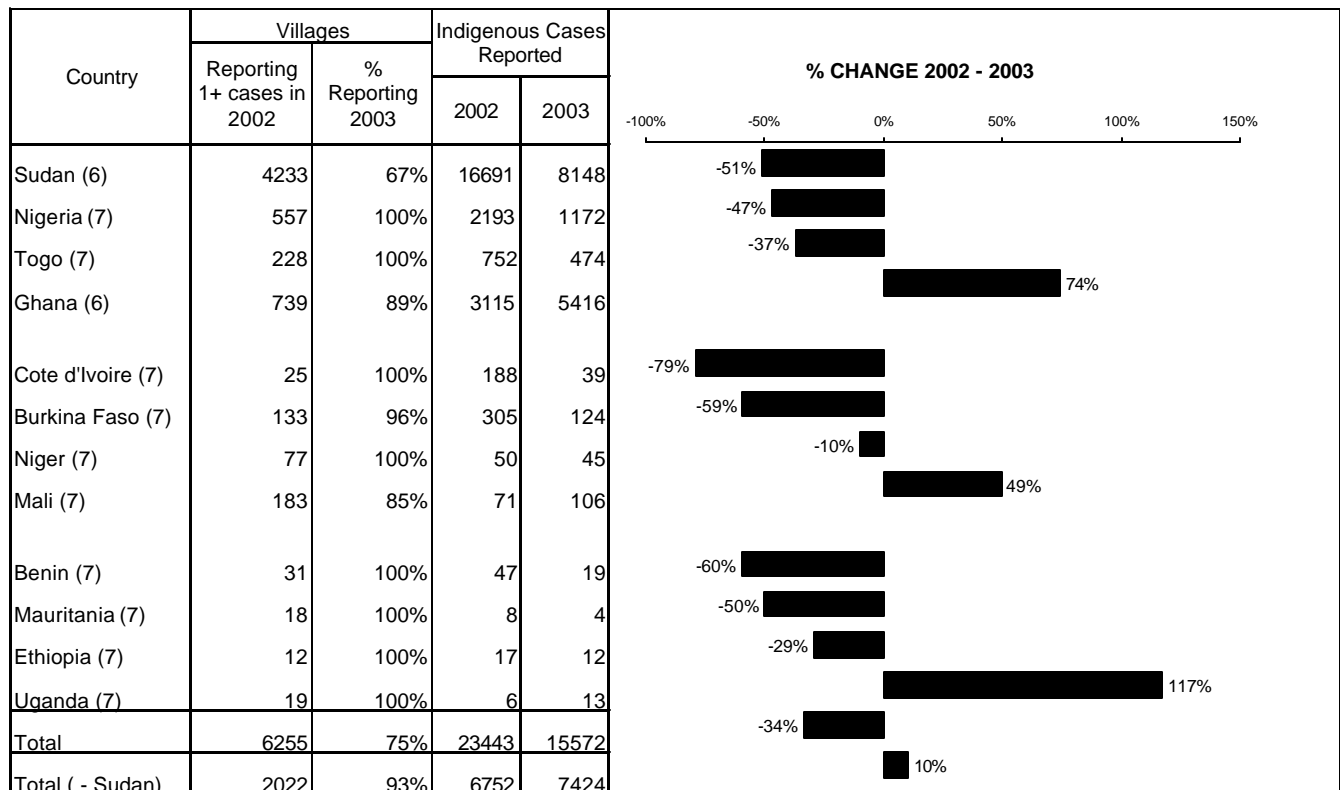 Country
Villages
Indigenous Cases
Reported
Reporting
1+ cases in
2002
%
Reporting
2003
2002
2003
% CHANGE 2002 - 2003
-100% -50% 0% 50% 100% 150%
Sudan (6) 4233 67% 16691 8148 -51%
Nigeria (7) 557 100% 2193 1172 -47%
Togo (7) 228 100% 752 474 -37%
Ghana (6) 739 89% 3115 5416 74%
Cote d'Ivoire (7) 25 100% 188 39 -79%
Burkina Faso (7) 133 96% 305 124 -59%
Niger (7) 77 100% 50 45 -10%
Mali (7) 183 85% 71 106 49%
Benin (7) 31 100% 47 19 -60%
Mauritania (7) 18 100% 8 4 -50%
Ethiopia (7) 12 100% 17 12 -29%
Uganda (7) 19 100% 6 13 117%
Total 6255 75% 23443 15572 -34%
Total ( - Sudan) 2022 93% 6752 7424 10%